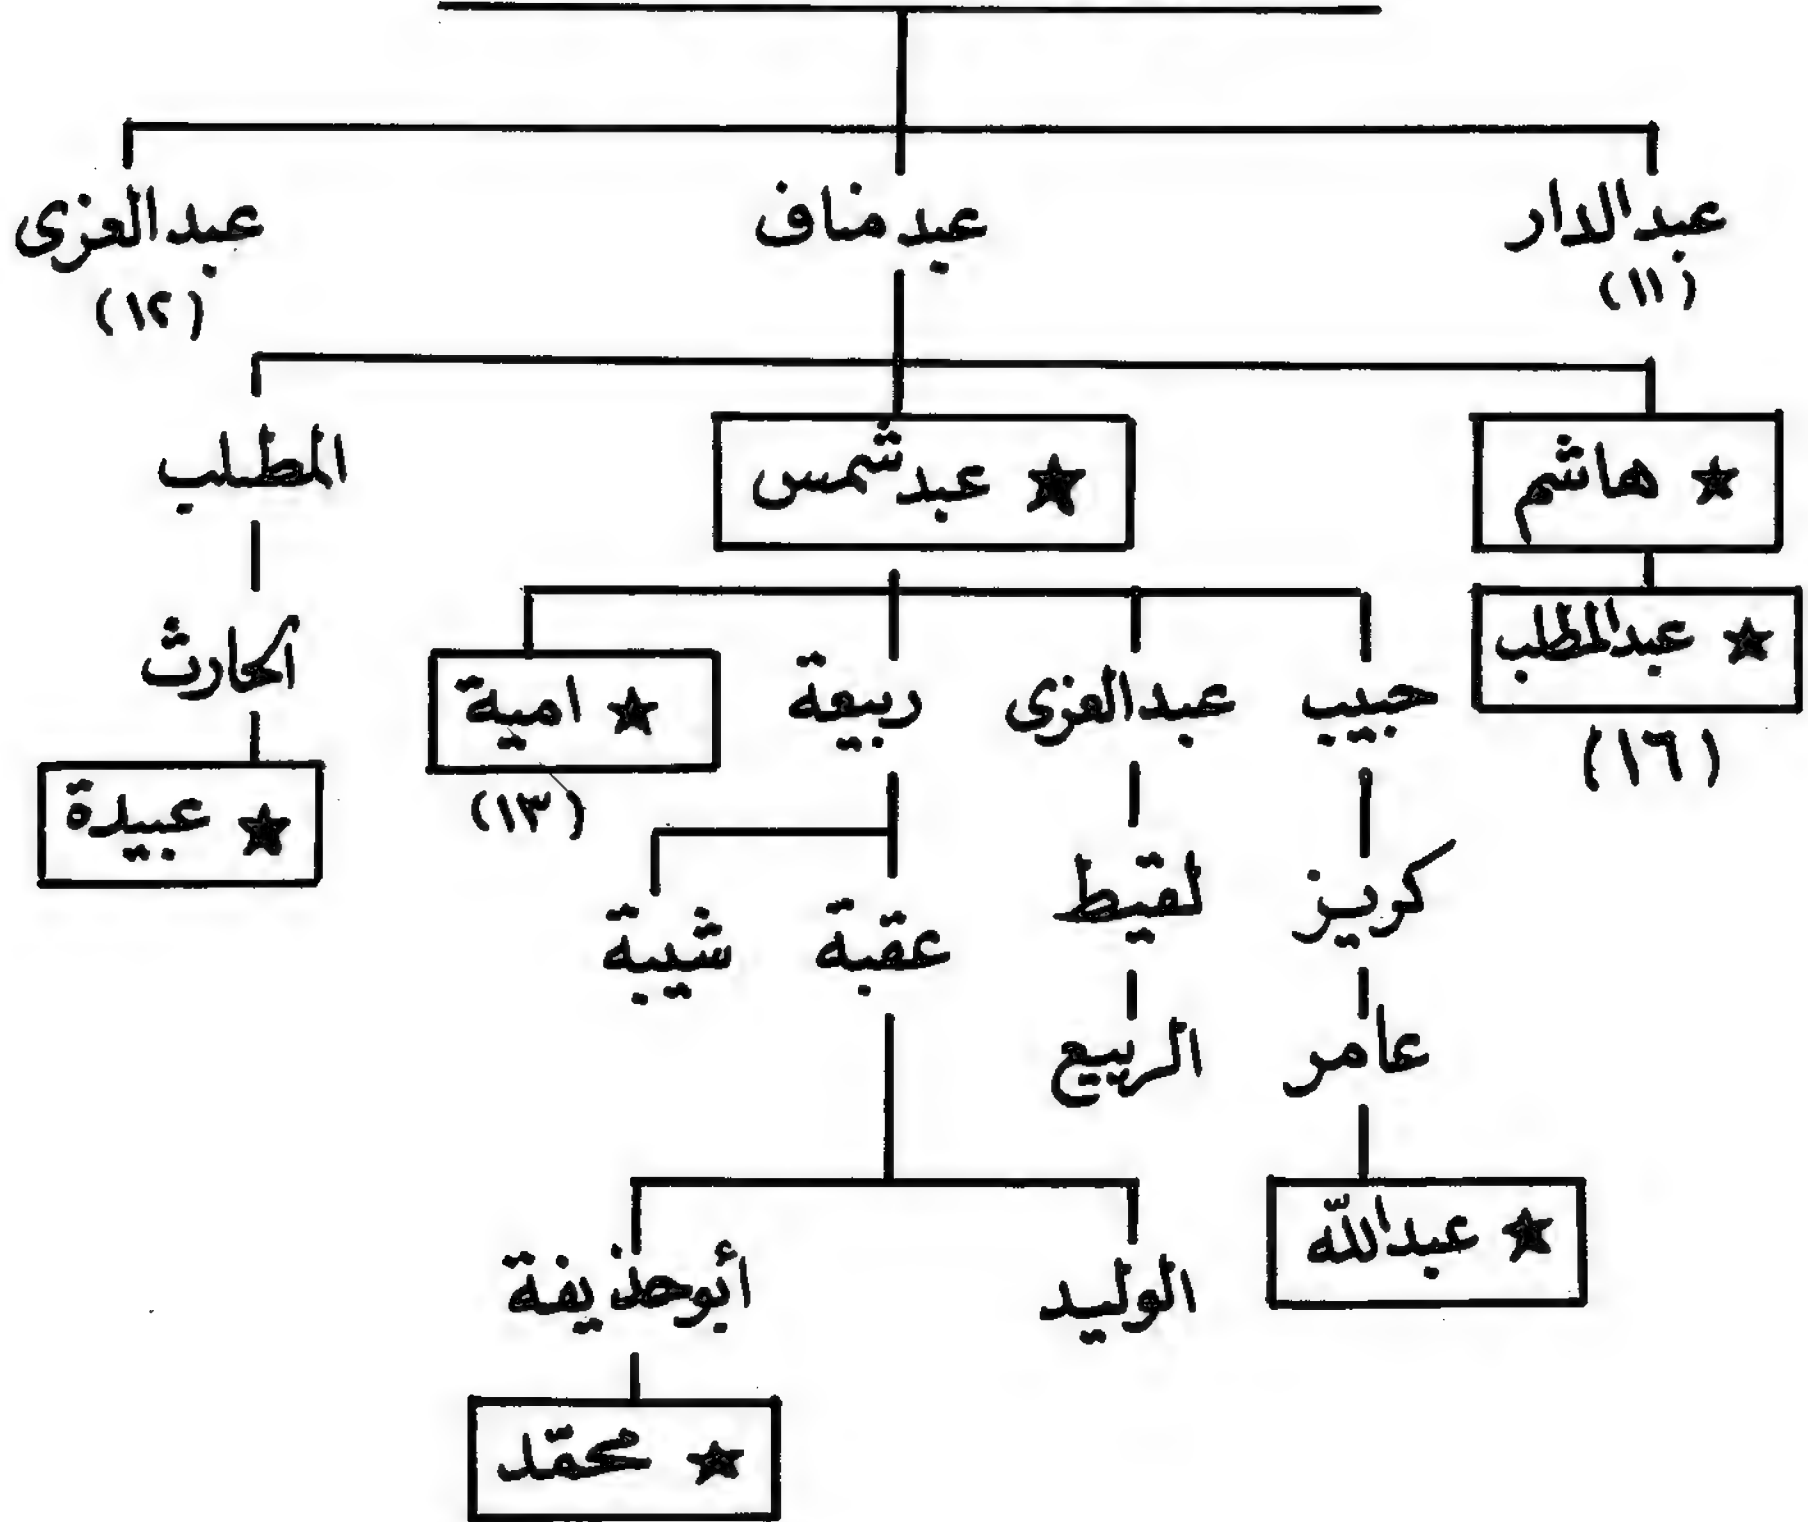 عبدالدار
(١١)
عبدمناف
عبدالعزى
(١٢)
★ هاشم
★ عبدشمس
المطلب
★ عبدالمطلب
(١٦)
حبيب
عبدالعزى
ربيعة
★ امية
(١٣)
الحارث
★ عبيدة
كويز
لقيط
عقبة
شيبة
عامر
الربيع
★ عبدالله
الوليد
أبوحذيفة
★ محمّد